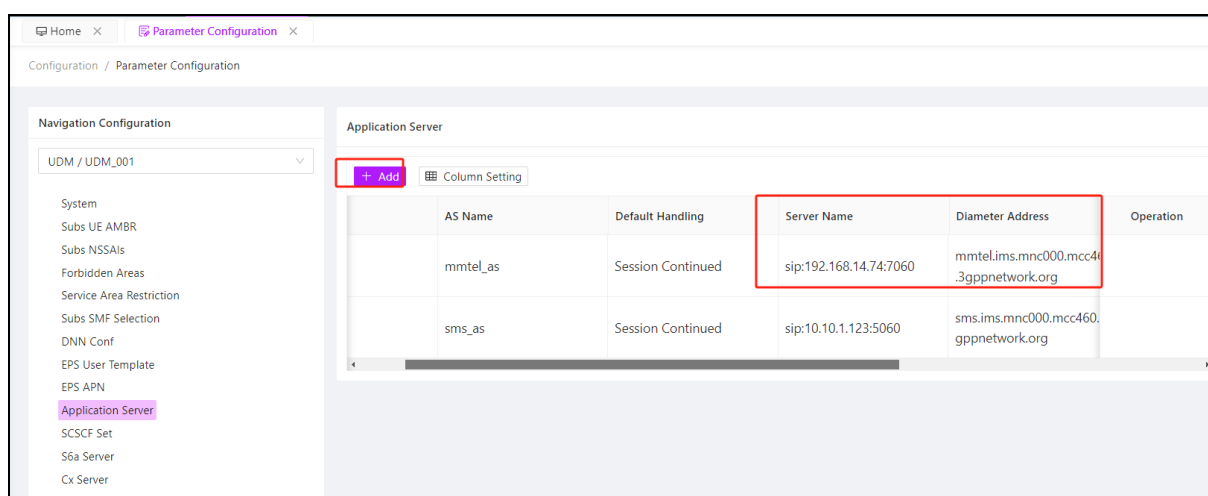 Home
Parameter Configuration
Configuration / Parameter Configuration
Navigation Configuration
UDM / UDM_001
System
Subs UE AMBR
Subs NSSAIs
Forbidden Areas
Service Area Restriction
Subs SMF Selection
DNN Conf
EPS User Template
EPS APN
Application Server
SCSCF Set
S6a Server
Cx Server
Application Server
+ Add
Column Setting
AS Name Default Handling Server Name Diameter Address Operation
mmtel_as Session Continued sip:192.168.14.74:7060 mmtel.ims.mnc000.mcc46
.3gppnetwork.org
sms_as Session Continued sip:10.10.1.123:5060 sms.ims.mnc000.mcc460.
gppnetwork.org